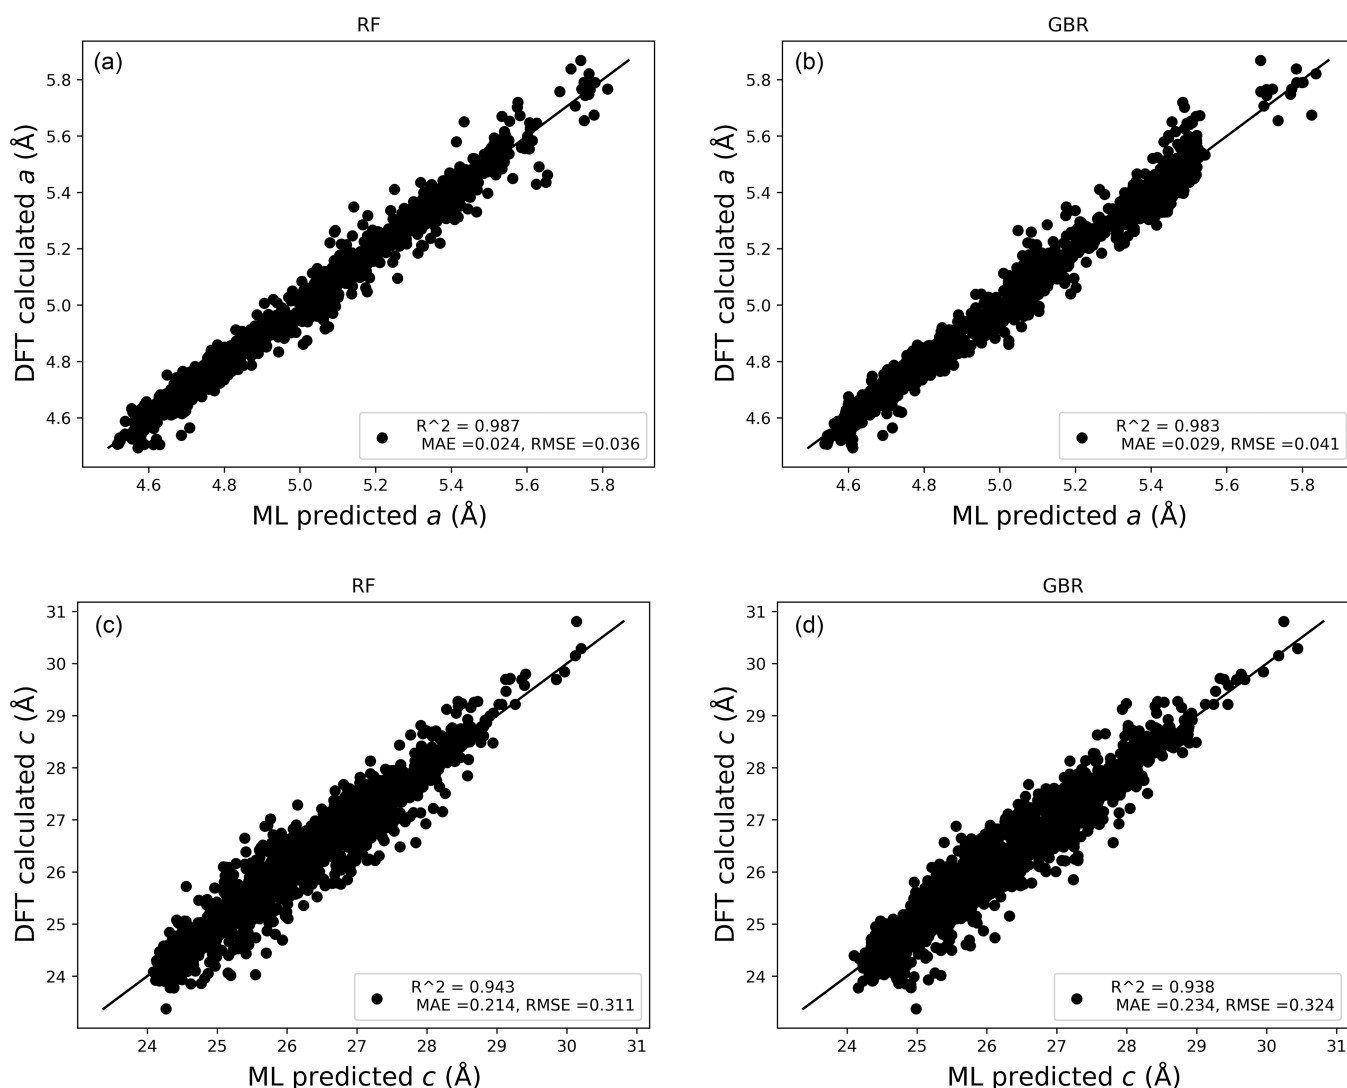 RF
(a)
5.8
5.6
5.4
5.2
5.0
4.8
4.6
DFT calculated a (Å)
R^2 = 0.987
MAE =0.024, RMSE =0.036
4.6 4.8 5.0 5.2 5.4 5.6 5.8
ML predicted a (Å)
GBR
(b)
5.8
5.6
5.4
5.2
5.0
4.8
4.6
DFT calculated a (Å)
R^2 = 0.983
MAE =0.029, RMSE =0.041
4.6 4.8 5.0 5.2 5.4 5.6 5.8
ML predicted a (Å)
RF
(c)
31
30
29
28
27
26
25
24
DFT calculated c (Å)
R^2 = 0.943
MAE =0.214, RMSE =0.311
24 25 26 27 28 29 30 31
ML predicted c (Å)
GBR
(d)
31
30
29
28
27
26
25
24
DFT calculated c (Å)
R^2 = 0.938
MAE =0.234, RMSE =0.324
24 25 26 27 28 29 30 31
ML predicted c (Å)